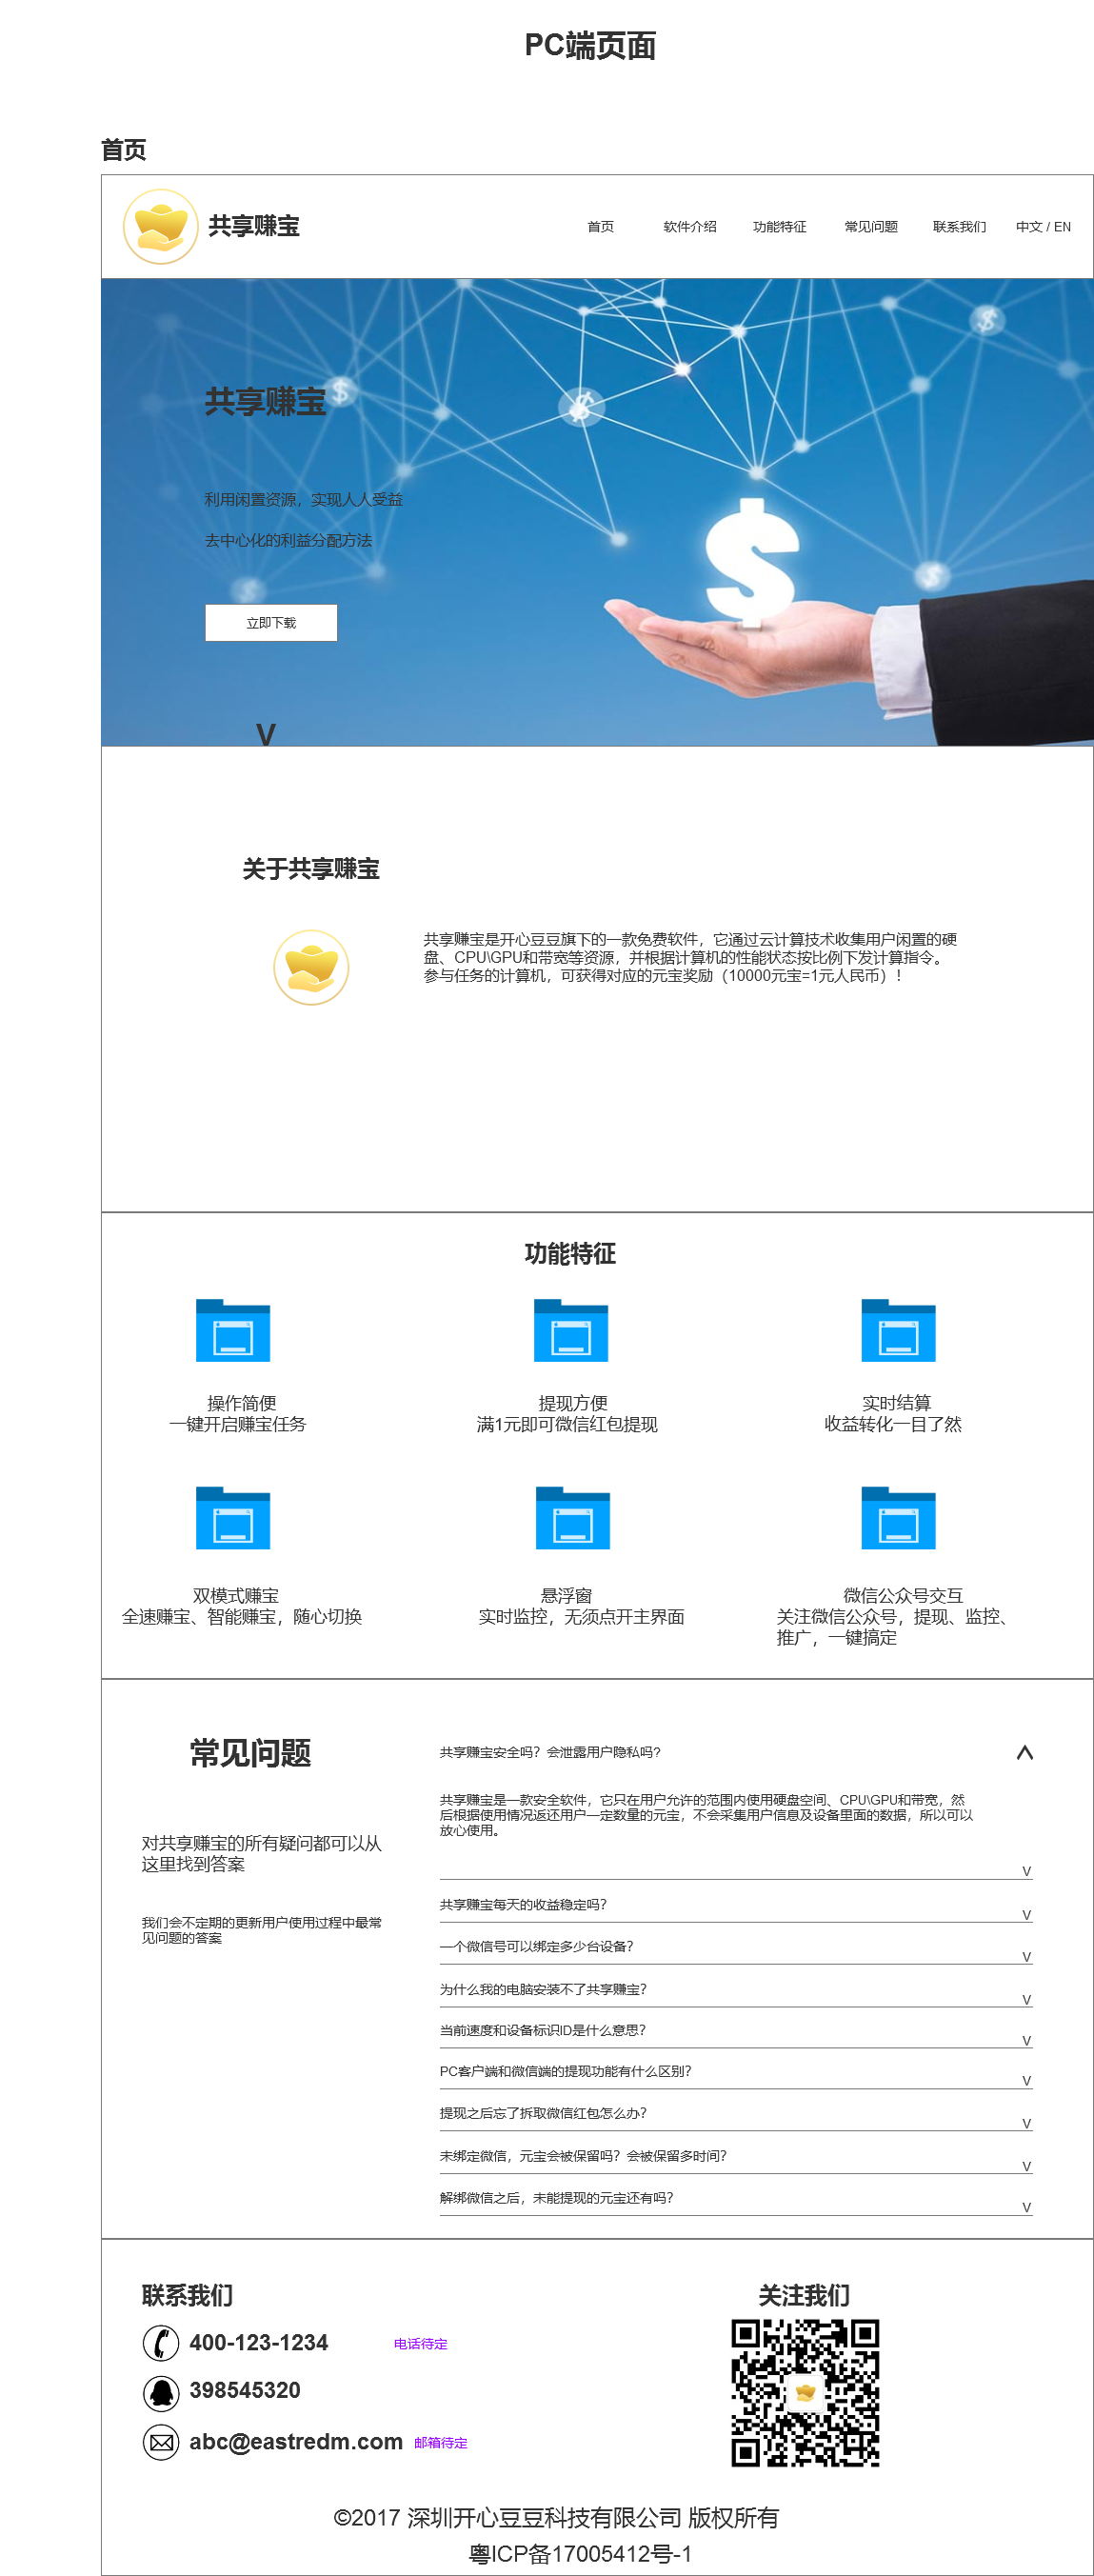 PC端页面
首页
共享赚宝
首页 软件介绍 功能特征 常见问题 联系我们 中文 / EN
共享赚宝
利用闲置资源，实现人人受益
去中心化的利益分配方法
立即下载
V
关于共享赚宝
共享赚宝是开心豆豆旗下的一款免费软件，它通过云计算技术收集用户闲置的硬
盘、CPU\GPU和带宽等资源，并根据计算机的性能状态按比例下发计算指令。
参与任务的计算机，可获得对应的元宝奖励（10000元宝=1元人民币）！
功能特征
操作简便
一键开启赚宝任务
提现方便
满1元即可微信红包提现
实时结算
收益转化一目了然
双模式赚宝
全速赚宝、智能赚宝，随心切换
悬浮窗
实时监控，无须点开主界面
微信公众号交互
关注微信公众号，提现、监控、
推广，一键搞定
常见问题
对共享赚宝的所有疑问都可以从
这里找到答案
我们会不定期的更新用户使用过程中最常
见问题的答案
共享赚宝安全吗？会泄露用户隐私吗?
共享赚宝是一款安全软件，它只在用户允许的范围内使用硬盘空间、CPU\GPU和带宽，然
后根据使用情况返还用户一定数量的元宝，不会采集用户信息及设备里面的数据，所以可以
放心使用。
V
共享赚宝每天的收益稳定吗?
V
一个微信号可以绑定多少台设备?
V
为什么我的电脑安装不了共享赚宝?
V
当前速度和设备标识ID是什么意思?
V
PC客户端和微信端的提现功能有什么区别?
V
提现之后忘了拆取微信红包怎么办?
V
未绑定微信，元宝会被保留吗？会被保留多时间?
V
解绑微信之后，未能提现的元宝还有吗?
V
联系我们
400-123-1234 电话待定
398545320
abc@eastredm.com 邮箱待定
关注我们
©2017 深圳开心豆豆科技有限公司 版权所有
粤ICP备17005412号-1